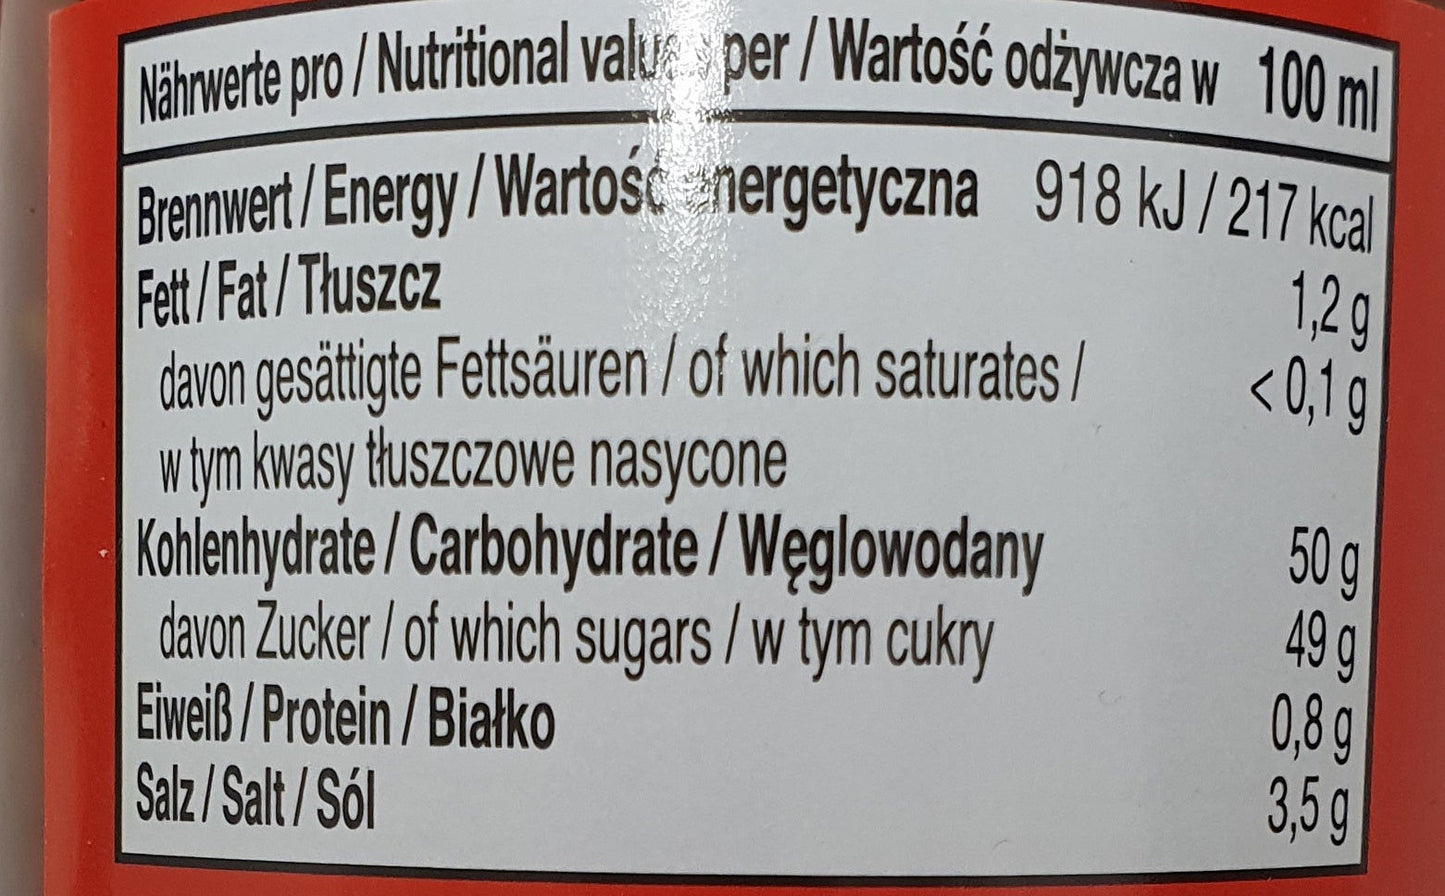 Nährwerte pro / Nutritional values per / Wartość odżywcza w 100 ml
Brennwert / Energy / Wartość energetyczna 918 kJ / 217 kcal
Fett / Fat / Tłuszcz 1,2 g
davon gesättigte Fettsäuren / of which saturates / < 0,1 g
w tym kwasy tłuszczowe nasycone
Kohlenhydrate / Carbohydrate / Węglowodany 50 g
davon Zucker / of which sugars / w tym cukry 49 g
Eiweiß / Protein / Białko 0,8 g
Salz / Salt / Sól 3,5 g